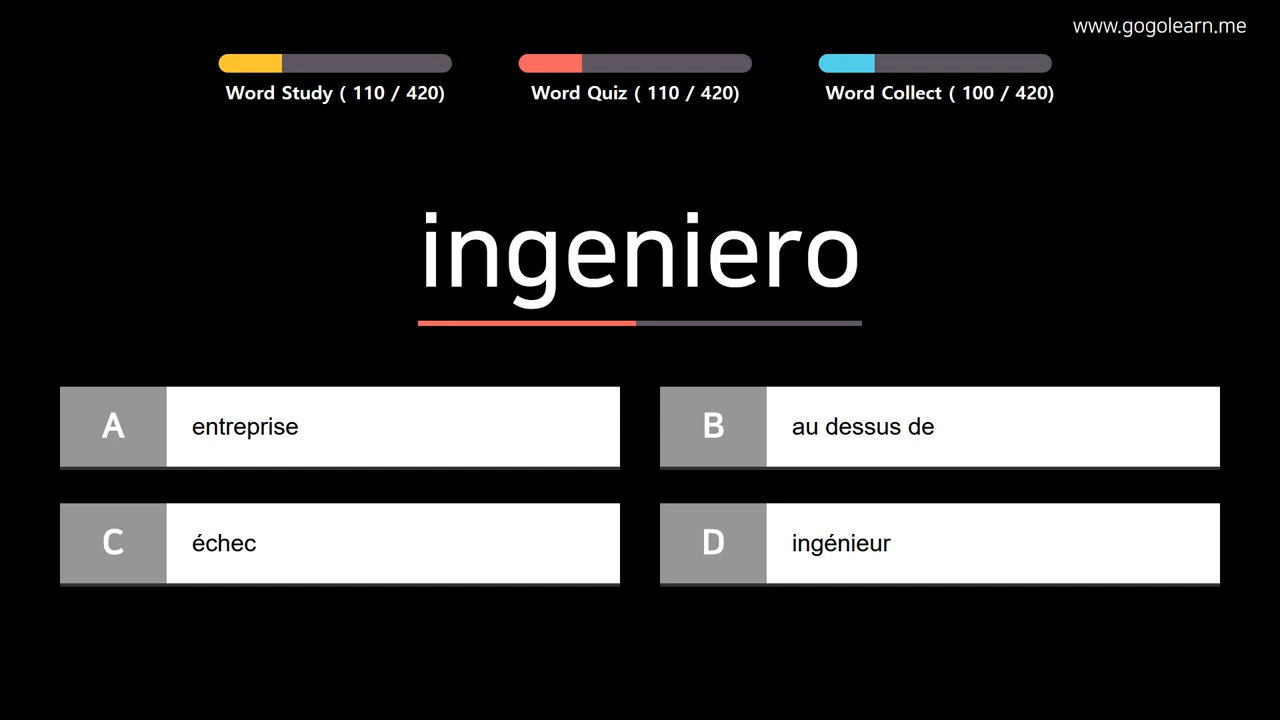 www.gogolearn.me
Word Study ( 110 / 420)
Word Quiz ( 110 / 420)
Word Collect ( 100 / 420)
ingeniero
A
entreprise
B
au dessus de
C
échec
D
ingénieur